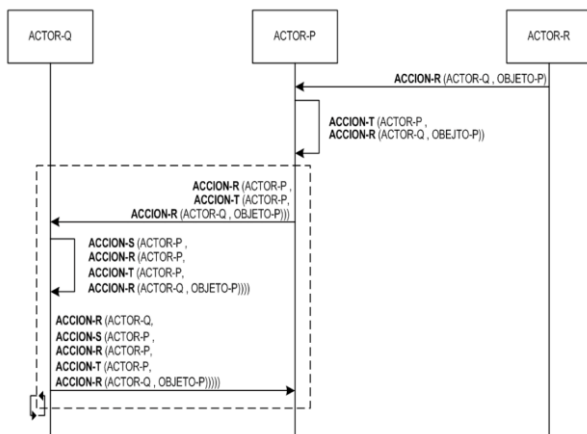 ACTOR-Q
ACTOR-P
ACTOR-R
ACCION-R (ACTOR-Q , OBJETO-P)
ACCION-T (ACTOR-P ,
ACCION-R (ACTOR-Q , OBEJTO-P))
ACCION-R (ACTOR-P ,
ACCION-T (ACTOR-P,
ACCION-R (ACTOR-Q , OBJETO-P)))
ACCION-S (ACTOR-P ,
ACCION-R (ACTOR-P,
ACCION-T (ACTOR-P,
ACCION-R (ACTOR-Q , OBJETO-P))))
ACCION-R (ACTOR-Q,
ACCION-S (ACTOR-P ,
ACCION-R (ACTOR-P,
ACCION-T (ACTOR-P,
ACCION-R (ACTOR-Q , OBJETO-P)))))